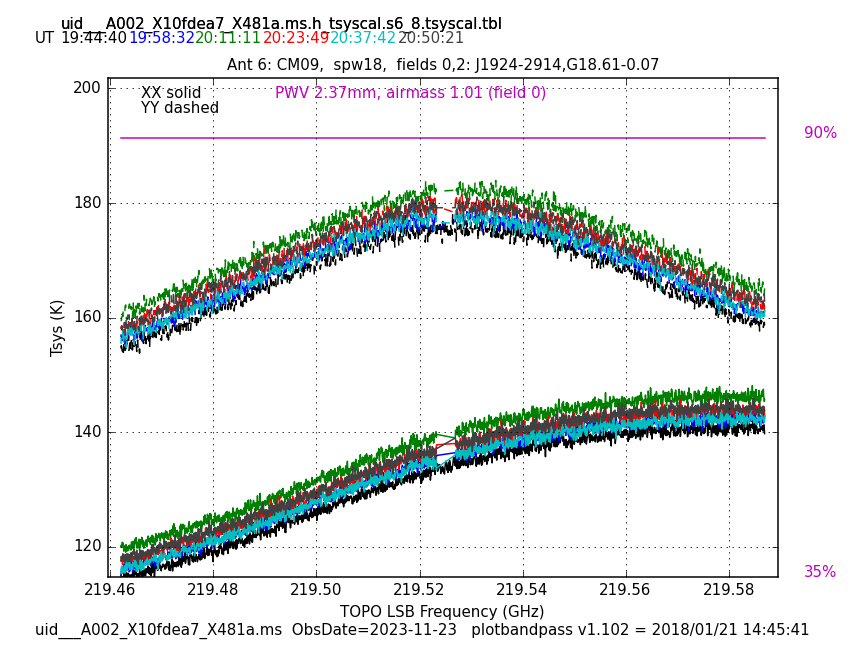 uid___A002_X10fdea7_X481a.ms.h_tsyscal.s6_8.tsyscal.tbl
UT 19:44:40 19:58:32 20:11:11 20:23:49 20:37:42 20:50:21
Ant 6: CM09, spw18, fields 0,2: J1924-2914,G18.61-0.07
XX solid
YY dashed
PWV 2.37mm, airmass 1.01 (field 0)
90%
35%
200
180
160
140
120
Tsys (K)
219.46 219.48 219.50 219.52 219.54 219.56 219.58
TOPO LSB Frequency (GHz)
uid___A002_X10fdea7_X481a.ms ObsDate=2023-11-23 plotbandpass v1.102 = 2018/01/21 14:45:41